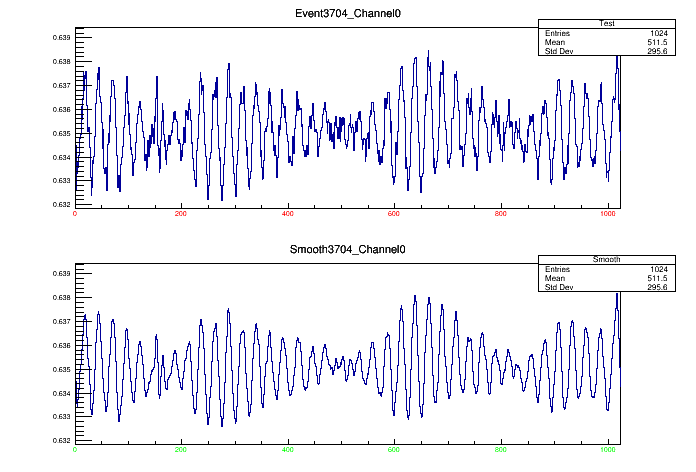 Event3704_Channel0
Test
Entries 1024
Mean 511.5
Std Dev 295.6
0.639
0.638
0.637
0.636
0.635
0.634
0.633
0.632
0 200 400 600 800 1000
Smooth3704_Channel0
Smooth
Entries 1024
Mean 511.5
Std Dev 295.6
0.639
0.638
0.637
0.636
0.635
0.634
0.633
0.632
0 200 400 600 800 1000